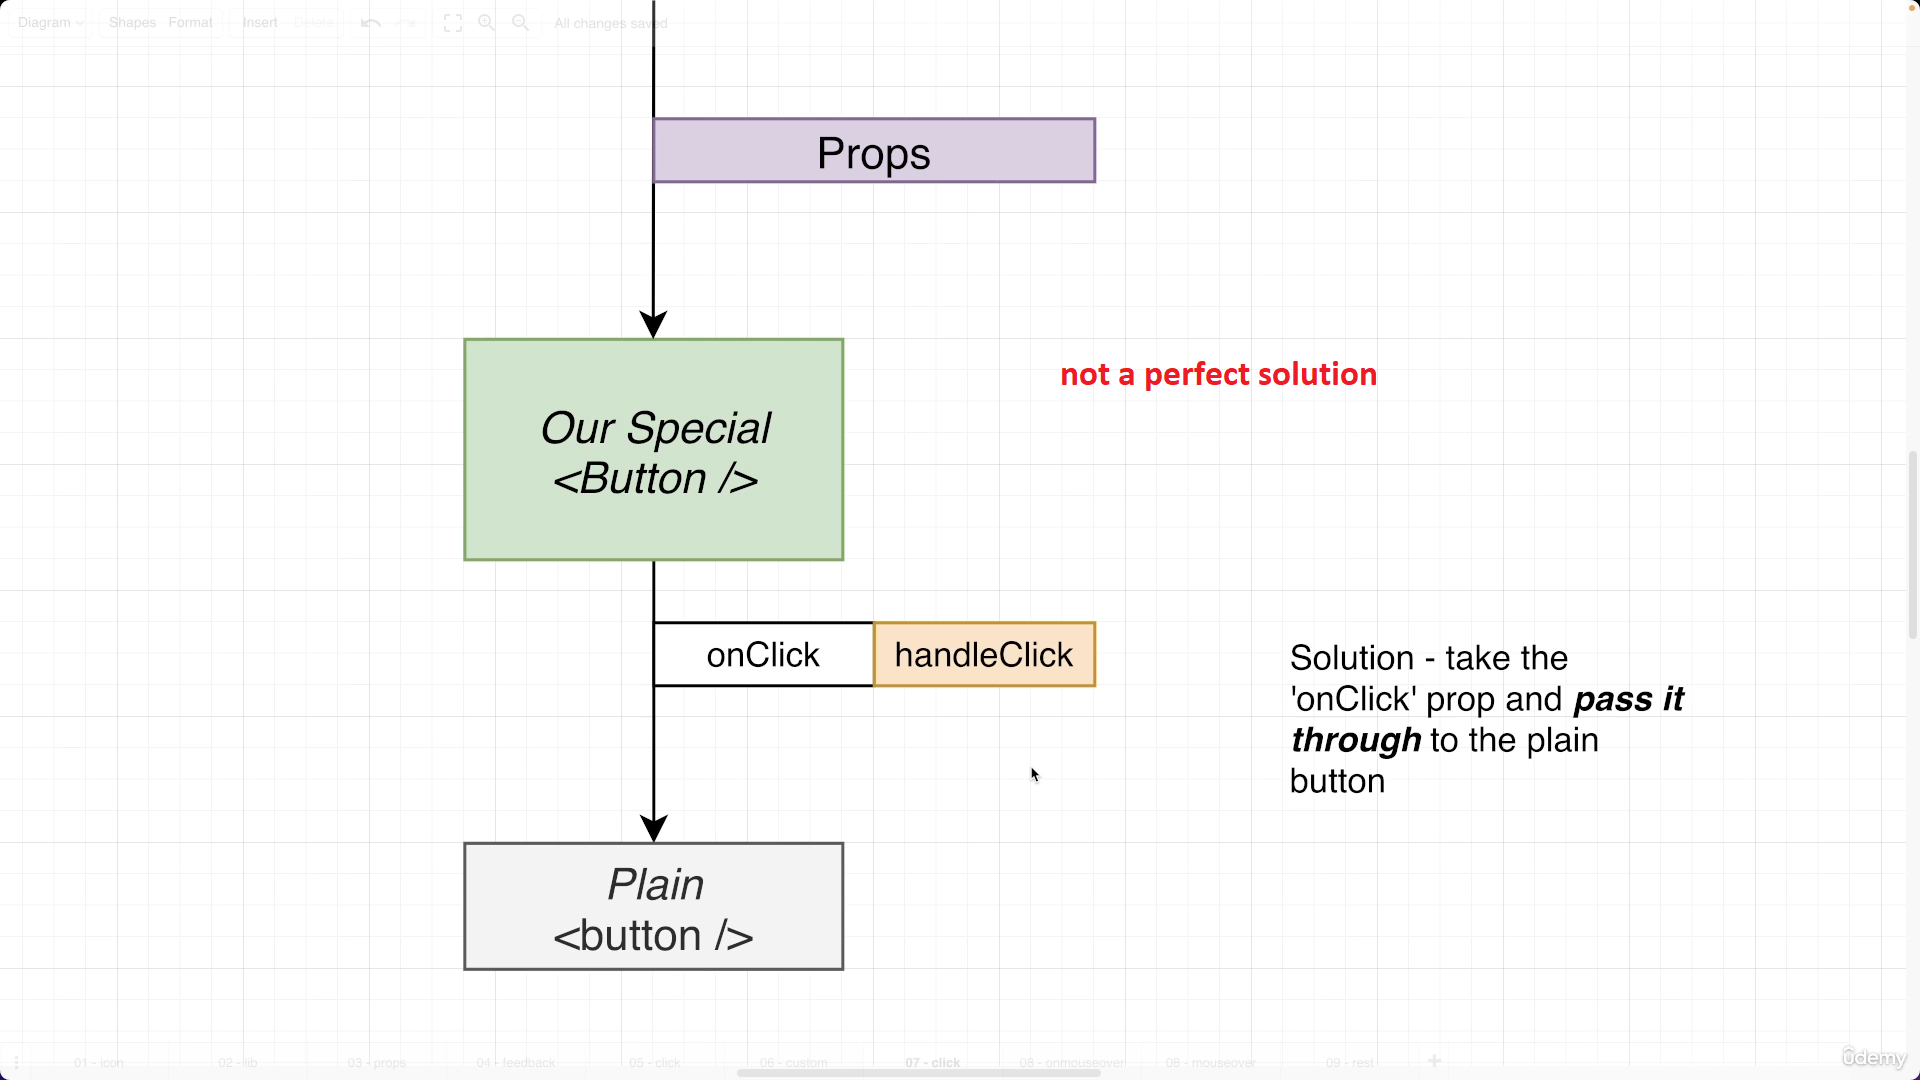 Diagram Shapes Format Insert Delete All changes saved
Props
not a perfect solution
Our Special
<Button />
onClick handleClick
Solution - take the
'onClick' prop and pass it
through to the plain
button
Plain
<button />
01 - icon 02 - lib 03 - props 04 - feedback 05 - click 06 - custom 07 - click 08 - onmouseover 08 - mouseover 09 - rest
ûdemy